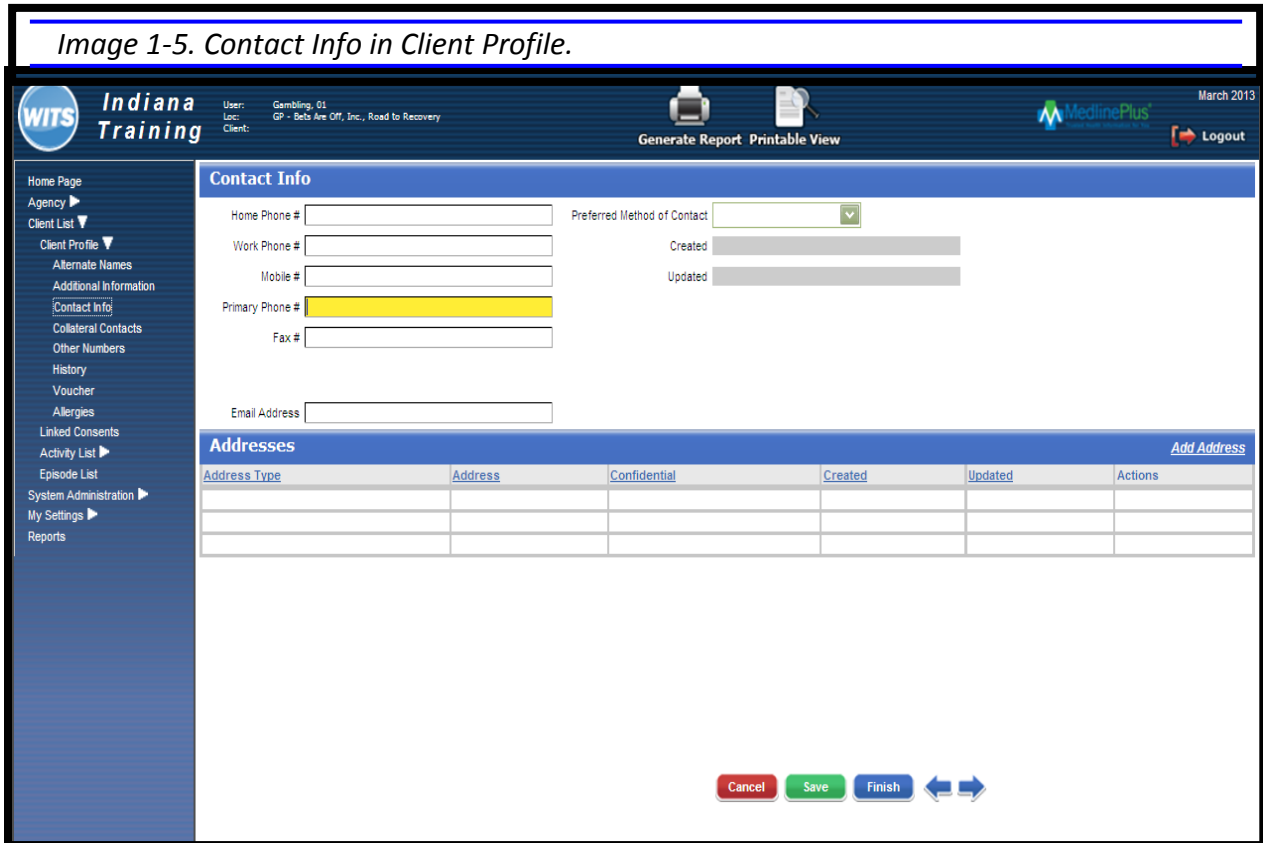 Image 1-5. Contact Info in Client Profile.
WITS
Indiana
Training
User: Gambling, 01
Loc: GP - Bets Are Off, Inc., Road to Recovery
Client:
Generate Report Printable View
MedlinePlus
March 2013
Logout
Home Page
Agency
Client List
Client Profile
Alternate Names
Additional Information
Contact Info
Collateral Contacts
Other Numbers
History
Voucher
Allergies
Linked Consents
Activity List
Episode List
System Administration
My Settings
Reports
Contact Info
Home Phone # Preferred Method of Contact
Work Phone # Created
Mobile # Updated
Primary Phone #
Fax #
Email Address
Addresses Add Address
Address Type Address Confidential Created Updated Actions
Cancel Save Finish